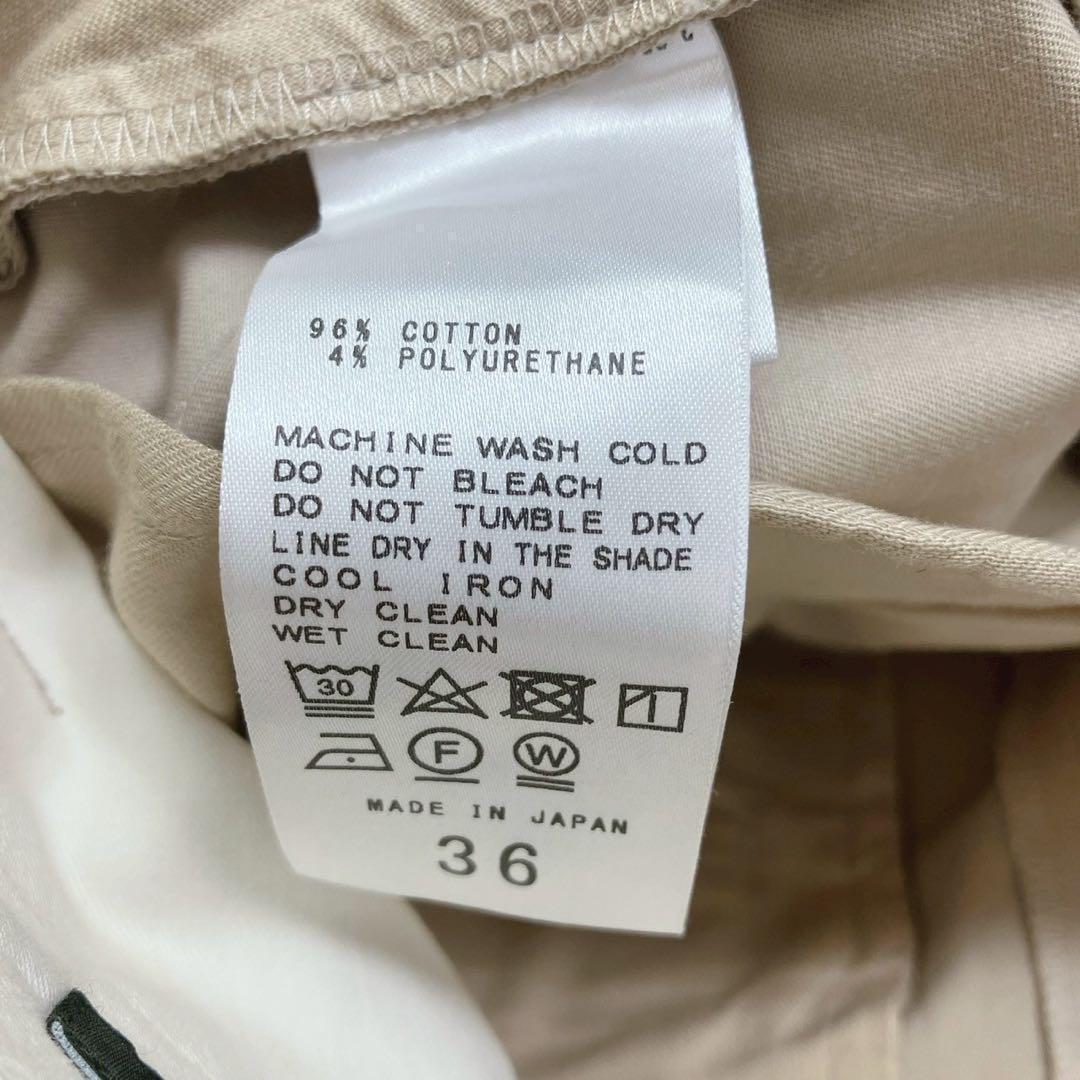 96% COTTON
4% POLYURETHANE
MACHINE WASH COLD
DO NOT BLEACH
DO NOT TUMBLE DRY
LINE DRY IN THE SHADE
COOL IRON
DRY CLEAN
WET CLEAN
30
F W
MADE IN JAPAN
36